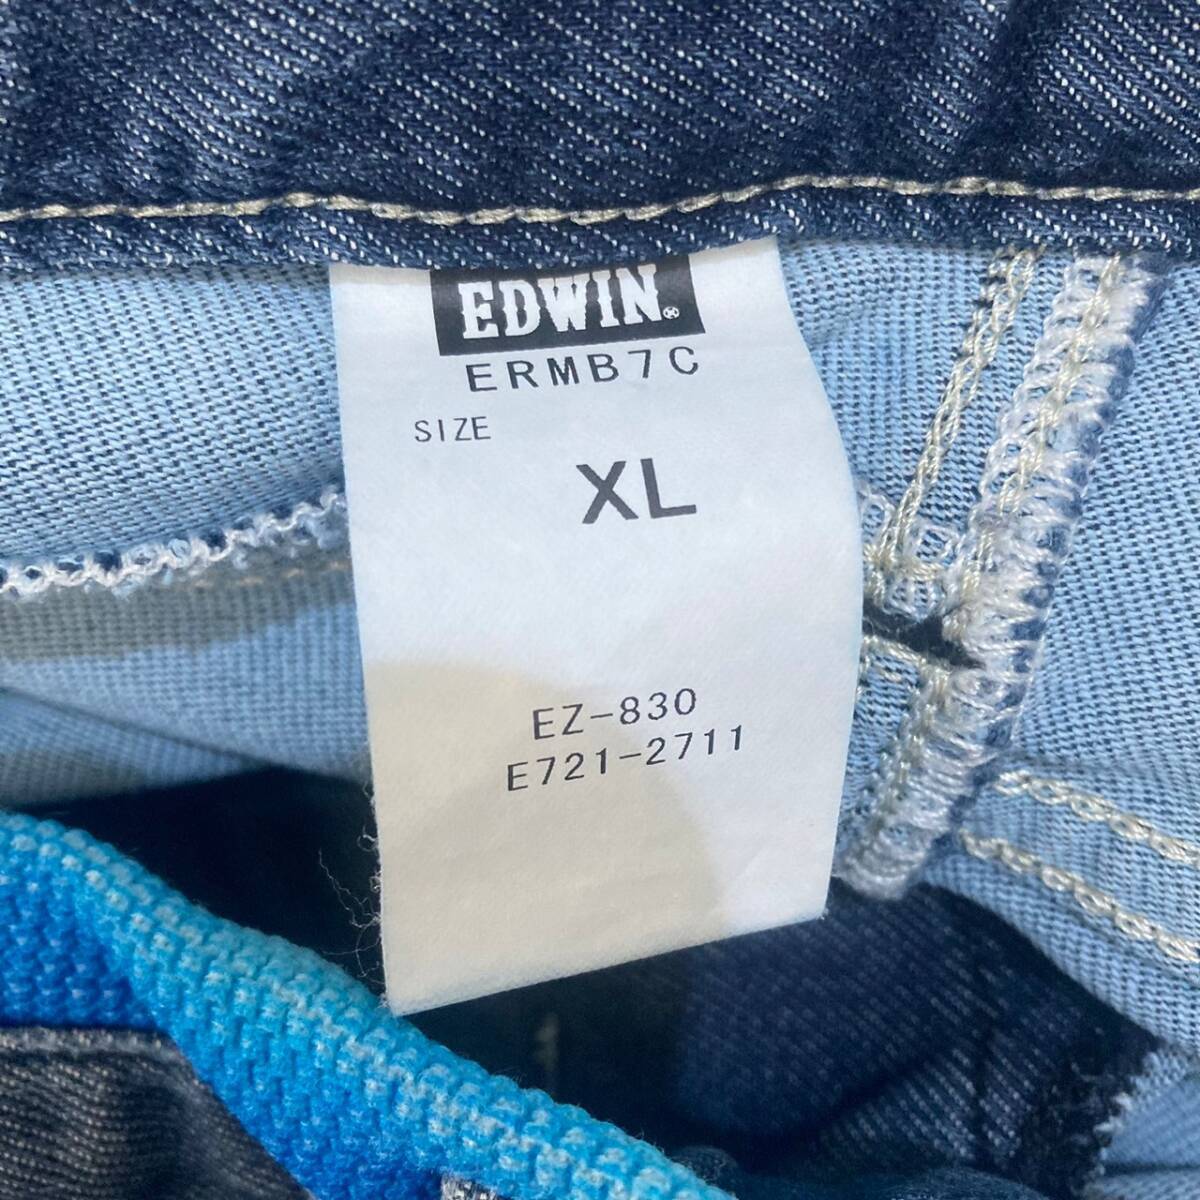 EDWIN®
ERMB7C
SIZE
XL
EZ-830
E721-2711